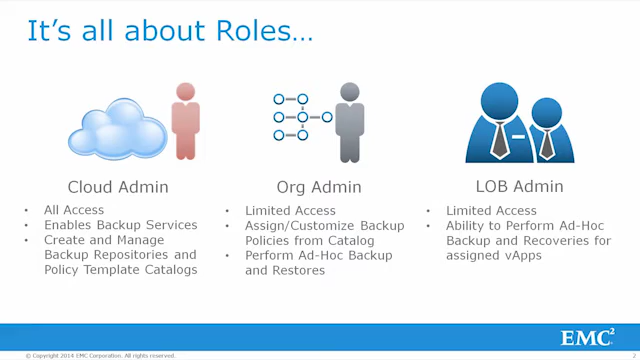 It's all about Roles…
Cloud Admin
• All Access
• Enables Backup Services
• Create and Manage
Backup Repositories and
Policy Template Catalogs
Org Admin
• Limited Access
• Assign/Customize Backup
Policies from Catalog
• Perform Ad-Hoc Backup
and Restores
LOB Admin
• Limited Access
• Ability to Perform Ad-Hoc
Backup and Recoveries for
assigned vApps
EMC²
© Copyright 2014 EMC Corporation. All rights reserved.
2